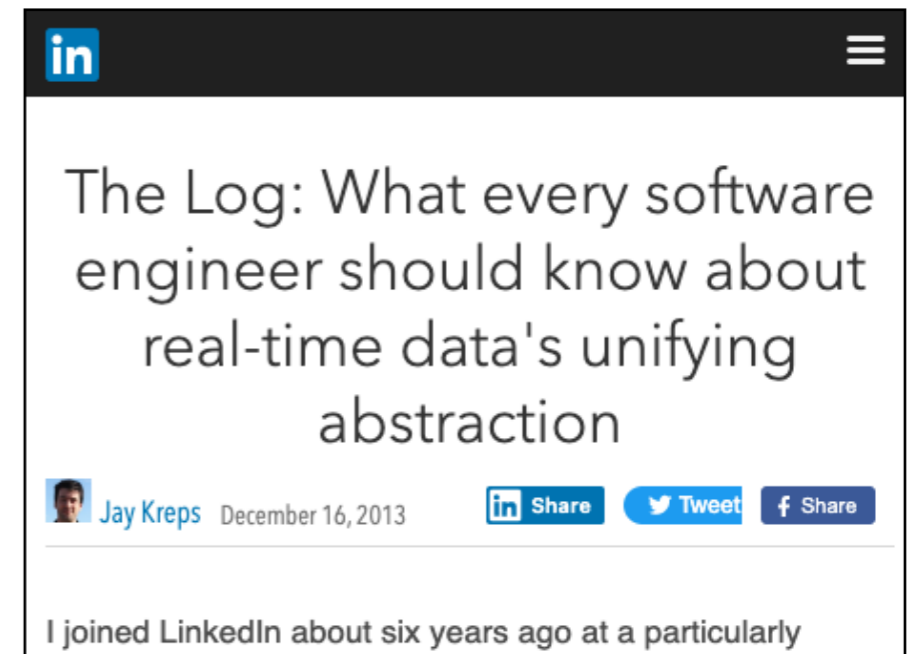 in
The Log: What every software
engineer should know about
real-time data's unifying
abstraction
Jay Kreps December 16, 2013 in Share Tweet f Share
I joined LinkedIn about six years ago at a particularly